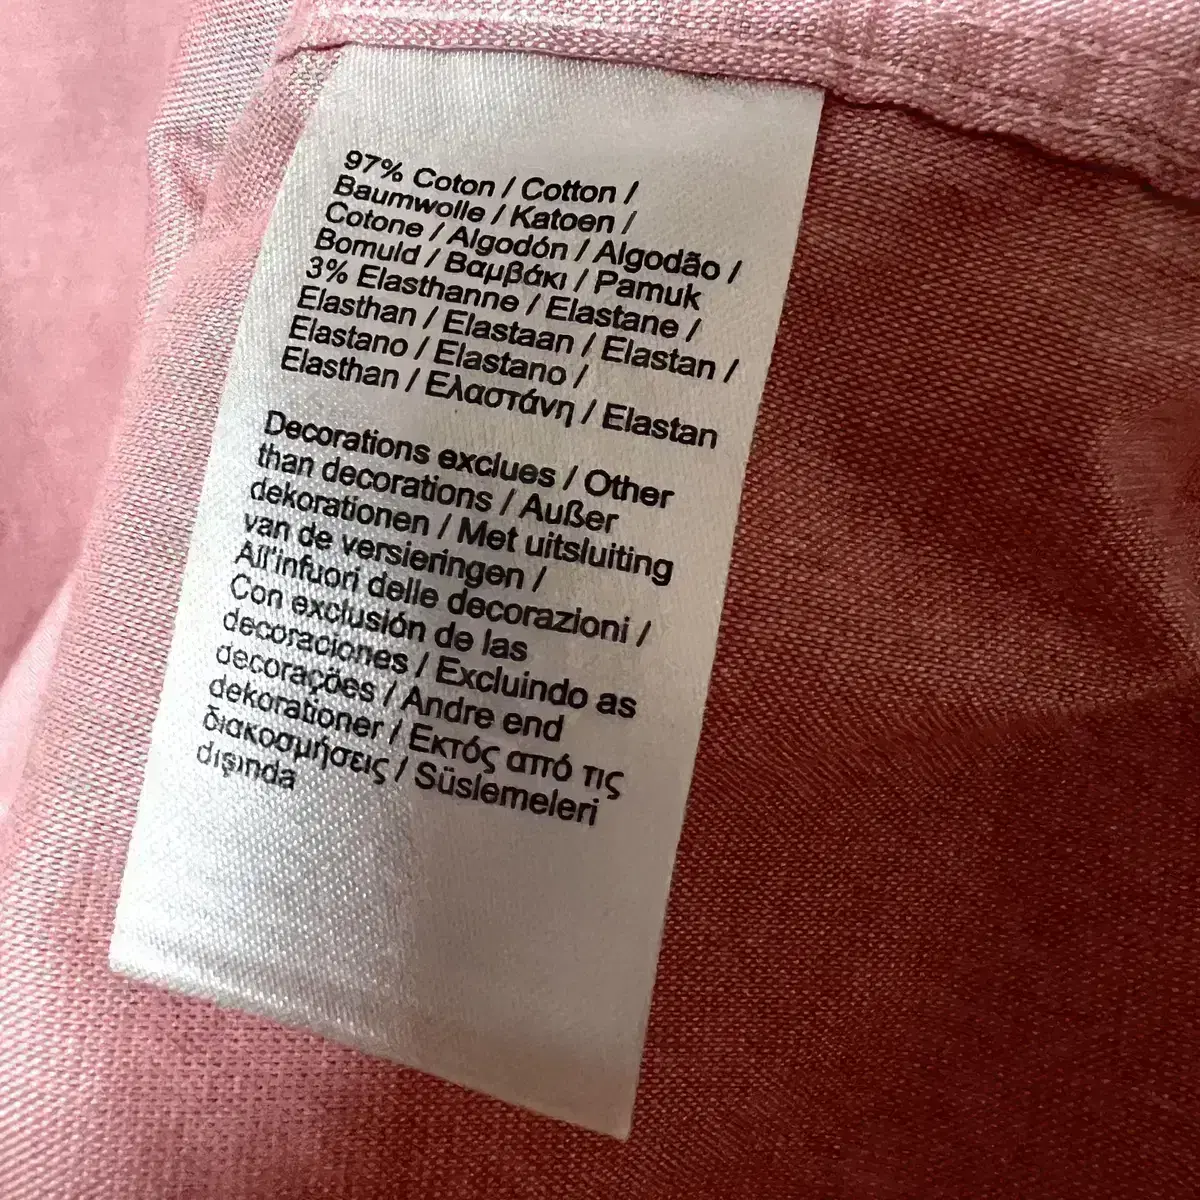 97% Coton / Cotton /
Baumwolle / Katoen /
Cotone / Algodón / Algodão /
Bomuld / Βαμβάκι / Pamuk
3% Elasthanne / Elastane /
Elasthan / Elastaan / Elastan /
Elastano / Elastano /
Elasthan / Ελαστάνη / Elastan
Decorations exclues / Other
than decorations / Außer
dekorationen / Met uitsluiting
van de versieringen /
All'infuori delle decorazioni /
Con exclusión de las
decoraciones / Excluindo as
decorações / Andre end
dekorationer / Εκτός από τις
διακοσμήσεις / Süslemeleri
dışında